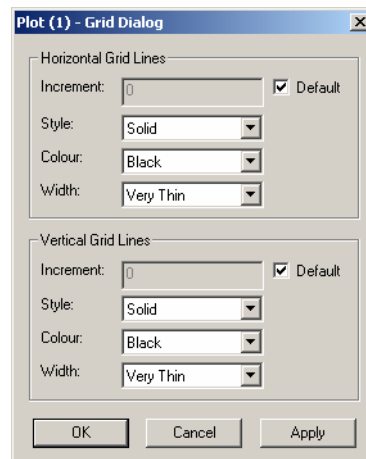 Plot (1) - Grid Dialog
Horizontal Grid Lines
Increment: 0 Default
Style: Solid
Colour: Black
Width: Very Thin
Vertical Grid Lines
Increment: 0 Default
Style: Solid
Colour: Black
Width: Very Thin
OK Cancel Apply